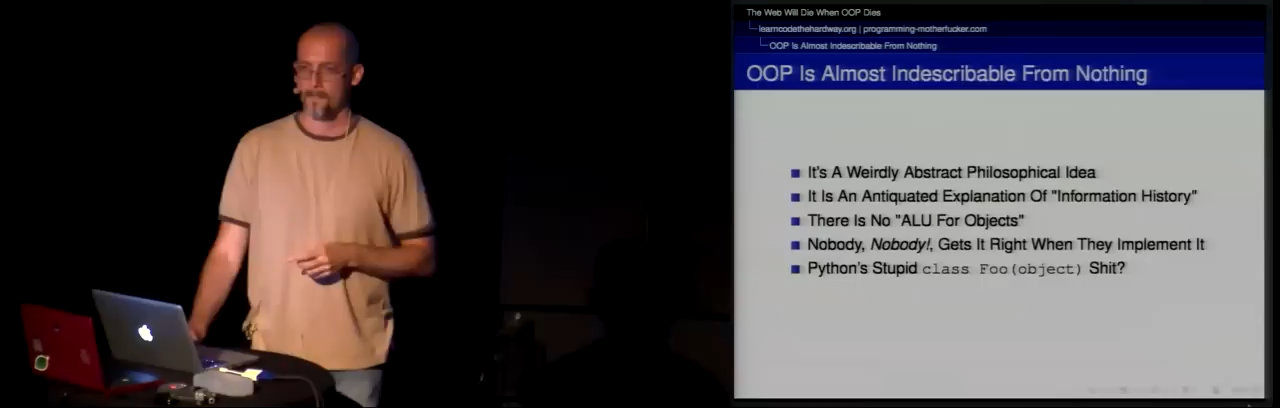 The Web Will Die When OOP Dies
learncodethehardway.org | programming-motherfucker.com
OOP Is Almost Indescribable From Nothing
OOP Is Almost Indescribable From Nothing
It's A Weirdly Abstract Philosophical Idea
It Is An Antiquated Explanation Of "Information History"
There Is No "ALU For Objects"
Nobody, Nobody!, Gets It Right When They Implement It
Python's Stupid class Foo(object) Shit?